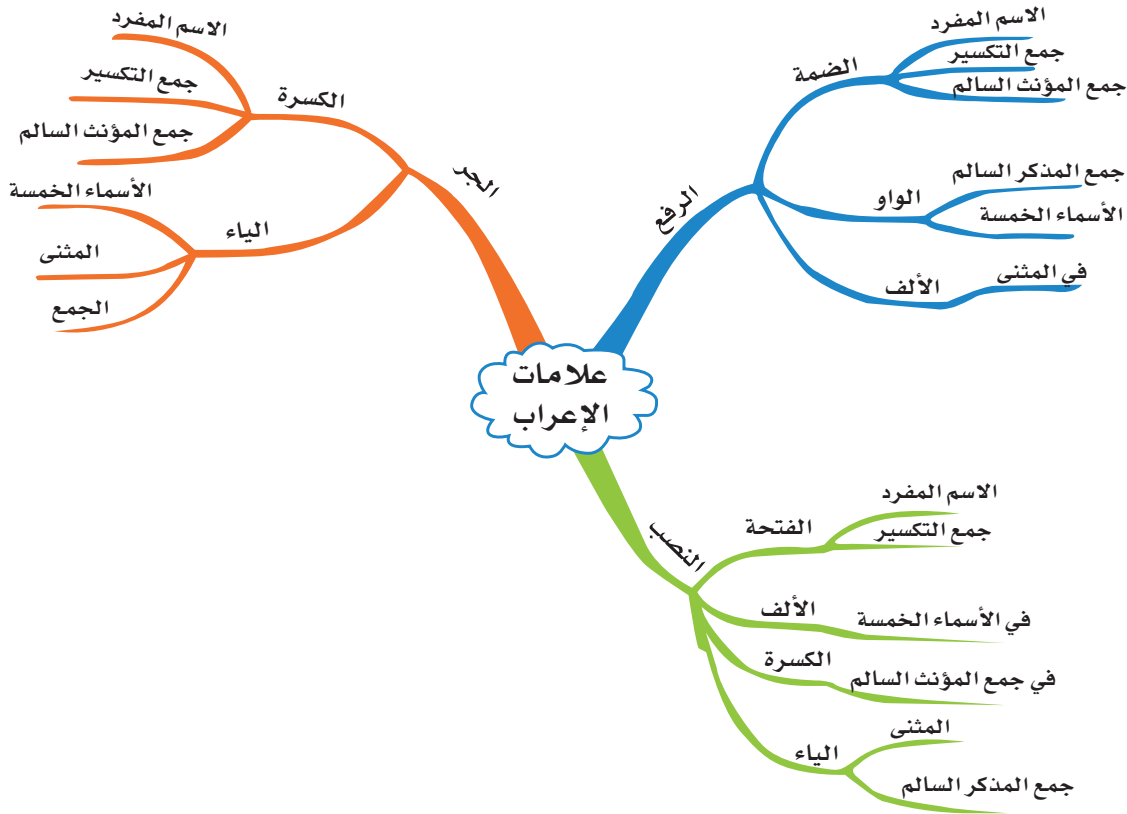 علامات
الإعراب
الرفع
الضمة
الاسم المفرد
جمع التكسير
جمع المؤنث السالم
الواو
جمع المذكر السالم
الأسماء الخمسة
الألف
في المثنى
النصب
الفتحة
الاسم المفرد
جمع التكسير
الألف
في الأسماء الخمسة
الكسرة
في جمع المؤنث السالم
الياء
المثنى
جمع المذكر السالم
الجر
الكسرة
الاسم المفرد
جمع التكسير
جمع المؤنث السالم
الياء
الأسماء الخمسة
المثنى
الجمع